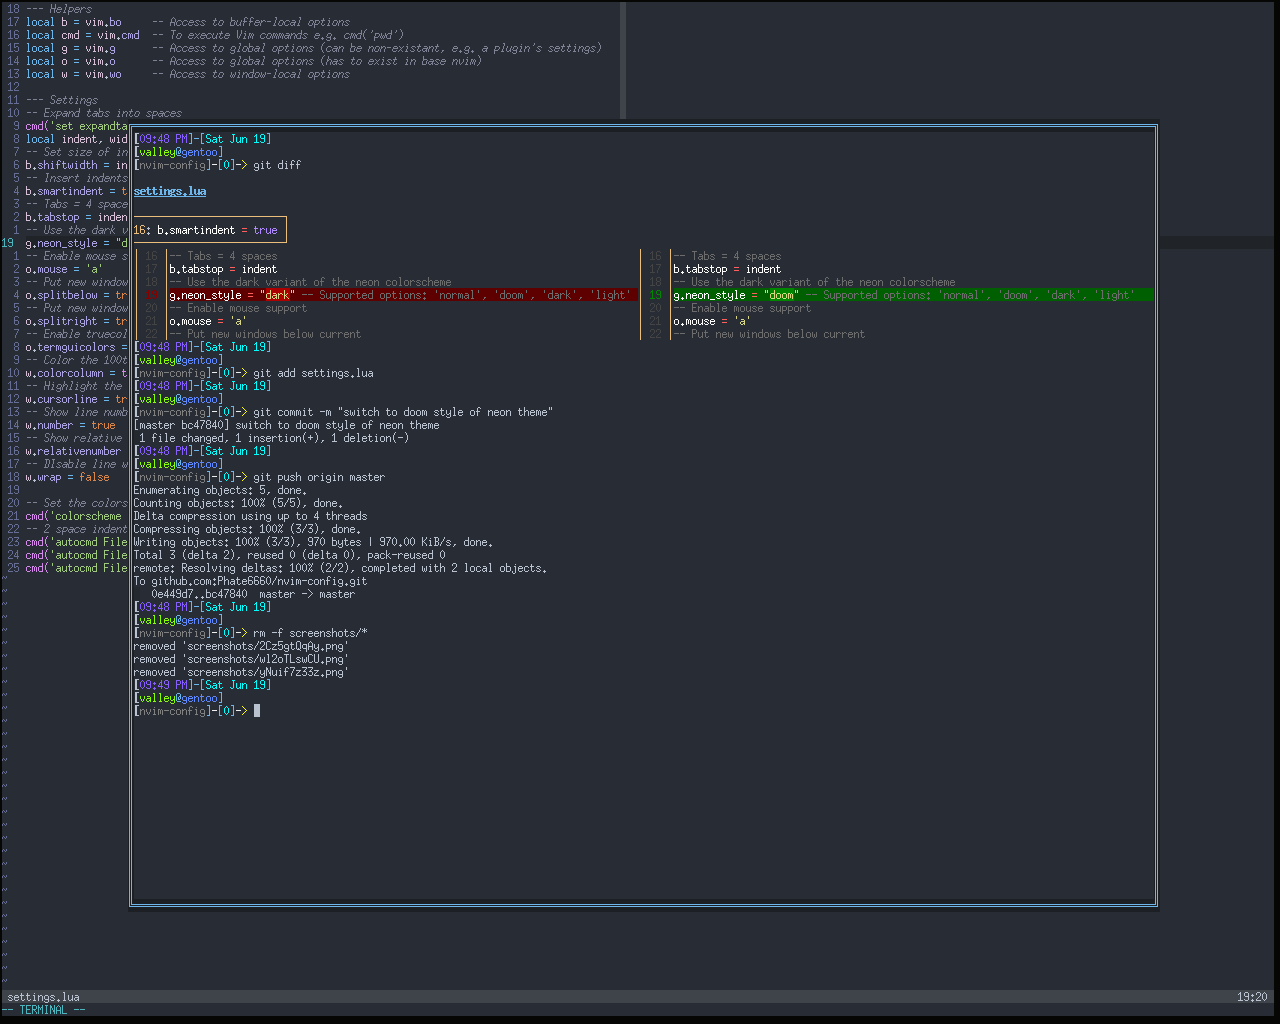 18 --- Helpers
17 local b = vim.bo     -- Access to buffer-local options
16 local cmd = vim.cmd  -- To execute Vim commands e.g. cmd('pwd')
15 local g = vim.g      -- Access to global options (can be non-existant, e.g. a plugin's settings)
14 local o = vim.o      -- Access to global options (has to exist in base nvim)
13 local w = vim.wo     -- Access to window-local options
12
11 --- Settings
10 -- Expand tabs into spaces
9 cmd('set expandta
8 local indent, wid
7 -- Set size of in
6 b.shiftwidth = in
5 -- Insert indents
4 b.smartindent = t
3 -- Tabs = 4 space
2 b.tabstop = inden
1 -- Use the dark v
19 g.neon_style = "d
1 -- Enable mouse s
2 o.mouse = 'a'
3 -- Put new window
4 o.splitbelow = tr
5 -- Put new window
6 o.splitright = tr
7 -- Enable truecol
8 o.termguicolors =
9 -- Color the 100t
10 w.colorcolumn = t
11 -- Highlight the
12 w.cursorline = tr
13 -- Show line numb
14 w.number = true
15 -- Show relative
16 w.relativenumber
17 -- DIsable line w
18 w.wrap = false
19
20 -- Set the colors
21 cmd('colorscheme
22 -- 2 space indent
23 cmd('autocmd File
24 cmd('autocmd File
25 cmd('autocmd File
[09:48 PM]-[Sat Jun 19]
[valley@gentoo]
[nvim-config]-[0]-> git diff
settings.lua
16: b.smartindent = true
16 -- Tabs = 4 spaces
17 b.tabstop = indent
18 -- Use the dark variant of the neon colorscheme
19 g.neon_style = "dark" -- Supported options: 'normal', 'doom', 'dark', 'light'
20 -- Enable mouse support
21 o.mouse = 'a'
22 -- Put new windows below current
16 -- Tabs = 4 spaces
17 b.tabstop = indent
18 -- Use the dark variant of the neon colorscheme
19 g.neon_style = "doom" -- Supported options: 'normal', 'doom', 'dark', 'light'
20 -- Enable mouse support
21 o.mouse = 'a'
22 -- Put new windows below current
[09:48 PM]-[Sat Jun 19]
[valley@gentoo]
[nvim-config]-[0]-> git add settings.lua
[09:48 PM]-[Sat Jun 19]
[valley@gentoo]
[nvim-config]-[0]-> git commit -m "switch to doom style of neon theme"
[master bc47840] switch to doom style of neon theme
 1 file changed, 1 insertion(+), 1 deletion(-)
[09:48 PM]-[Sat Jun 19]
[valley@gentoo]
[nvim-config]-[0]-> git push origin master
Enumerating objects: 5, done.
Counting objects: 100% (5/5), done.
Delta compression using up to 4 threads
Compressing objects: 100% (3/3), done.
Writing objects: 100% (3/3), 970 bytes | 970.00 KiB/s, done.
Total 3 (delta 2), reused 0 (delta 0), pack-reused 0
remote: Resolving deltas: 100% (2/2), completed with 2 local objects.
To github.com:Phate6660/nvim-config.git
   0e449d7..bc47840  master -> master
[09:48 PM]-[Sat Jun 19]
[valley@gentoo]
[nvim-config]-[0]-> rm -f screenshots/*
removed 'screenshots/2Cz5gtQqAy.png'
removed 'screenshots/wl2oTLswCU.png'
removed 'screenshots/yNuif7z33z.png'
[09:49 PM]-[Sat Jun 19]
[valley@gentoo]
[nvim-config]-[0]->
settings.lua 19:20
-- TERMINAL --